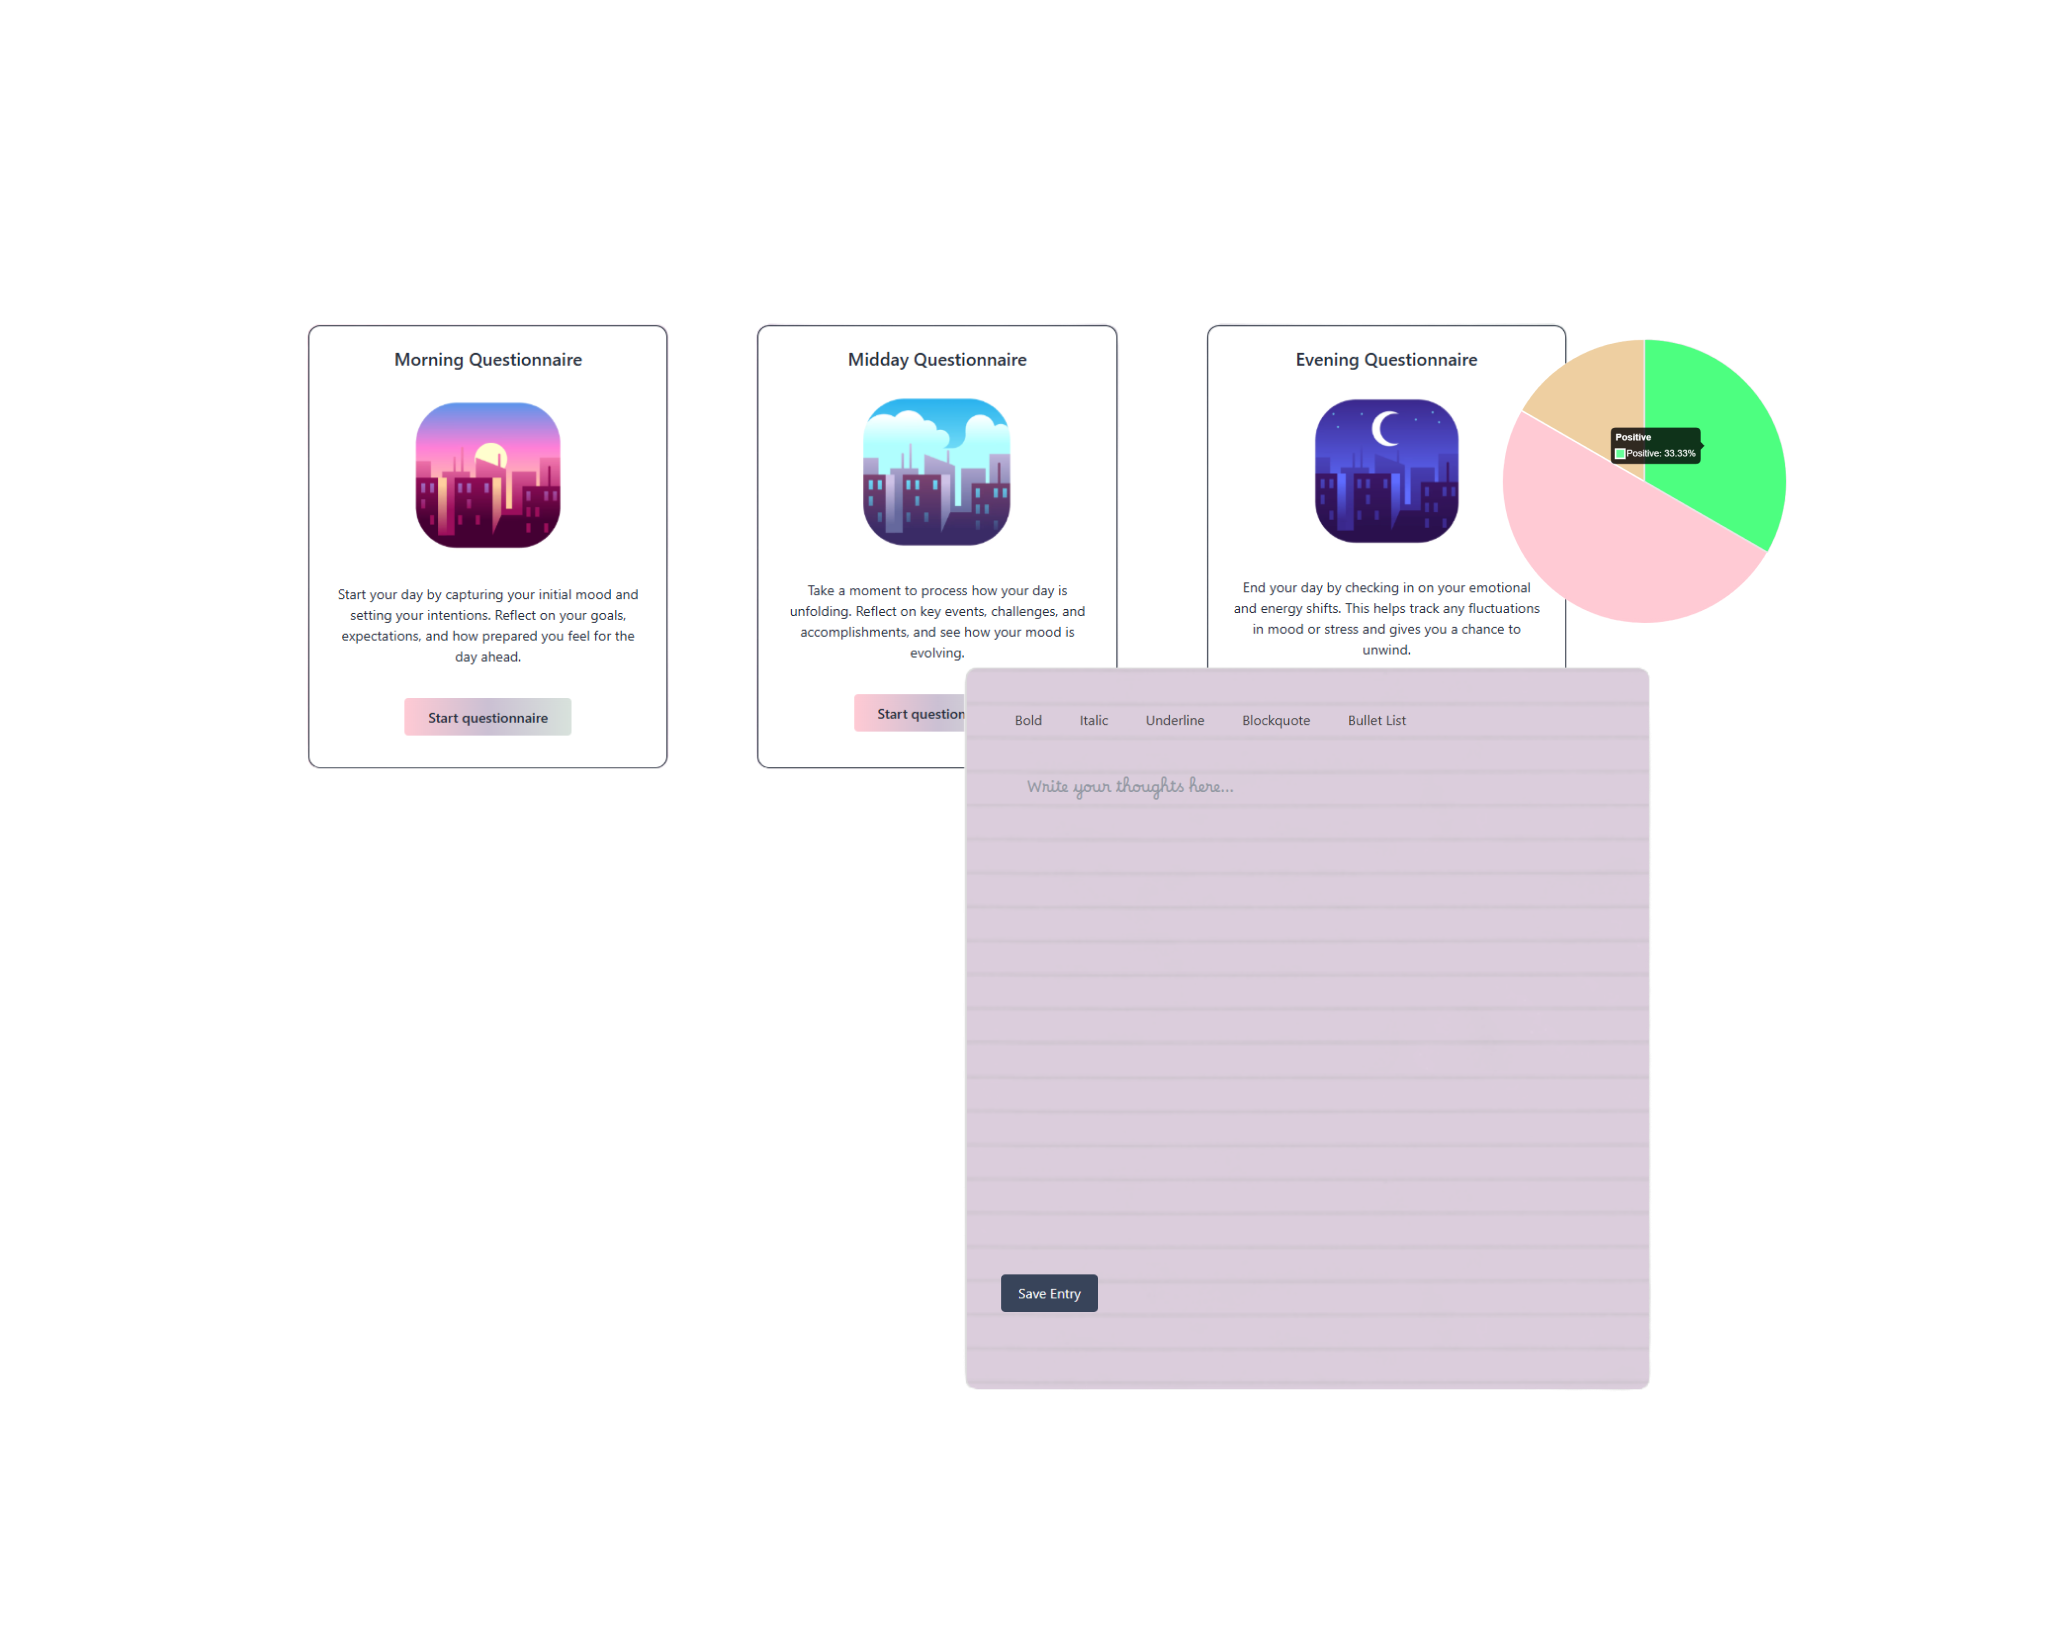 Morning Questionnaire
Start your day by capturing your initial mood and
setting your intentions. Reflect on your goals,
expectations, and how prepared you feel for the
day ahead.
Start questionnaire
Midday Questionnaire
Take a moment to process how your day is
unfolding. Reflect on key events, challenges, and
accomplishments, and see how your mood is
evolving.
Start question
Evening Questionnaire
End your day by checking in on your emotional
and energy shifts. This helps track any fluctuations
in mood or stress and gives you a chance to
unwind.
Positive
Positive: 33.33%
Bold Italic Underline Blockquote Bullet List
Write your thoughts here...
Save Entry